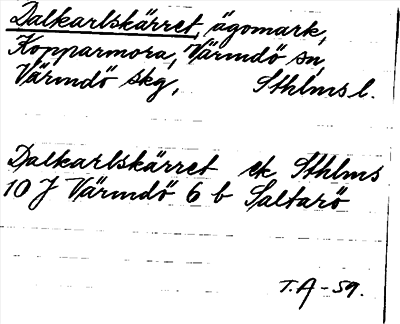 Dalkarlskärret, ägomark,
Kopparmora, Värmdö sn,
Värmdö skg, Sthlms l.
Dalkarlskärret ek Sthlms
10 J Värmdö 6 b Saltarö
T.A-59.